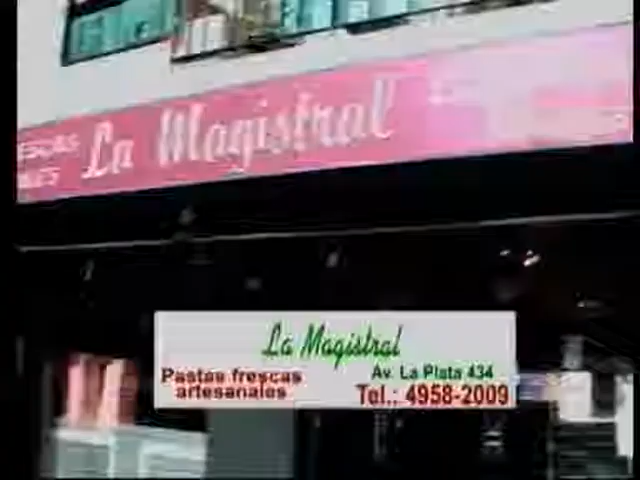 La Magistral
La Magistral
Pastas frescas
artesanales
Av. La Plata 434
Tel.: 4958-2009